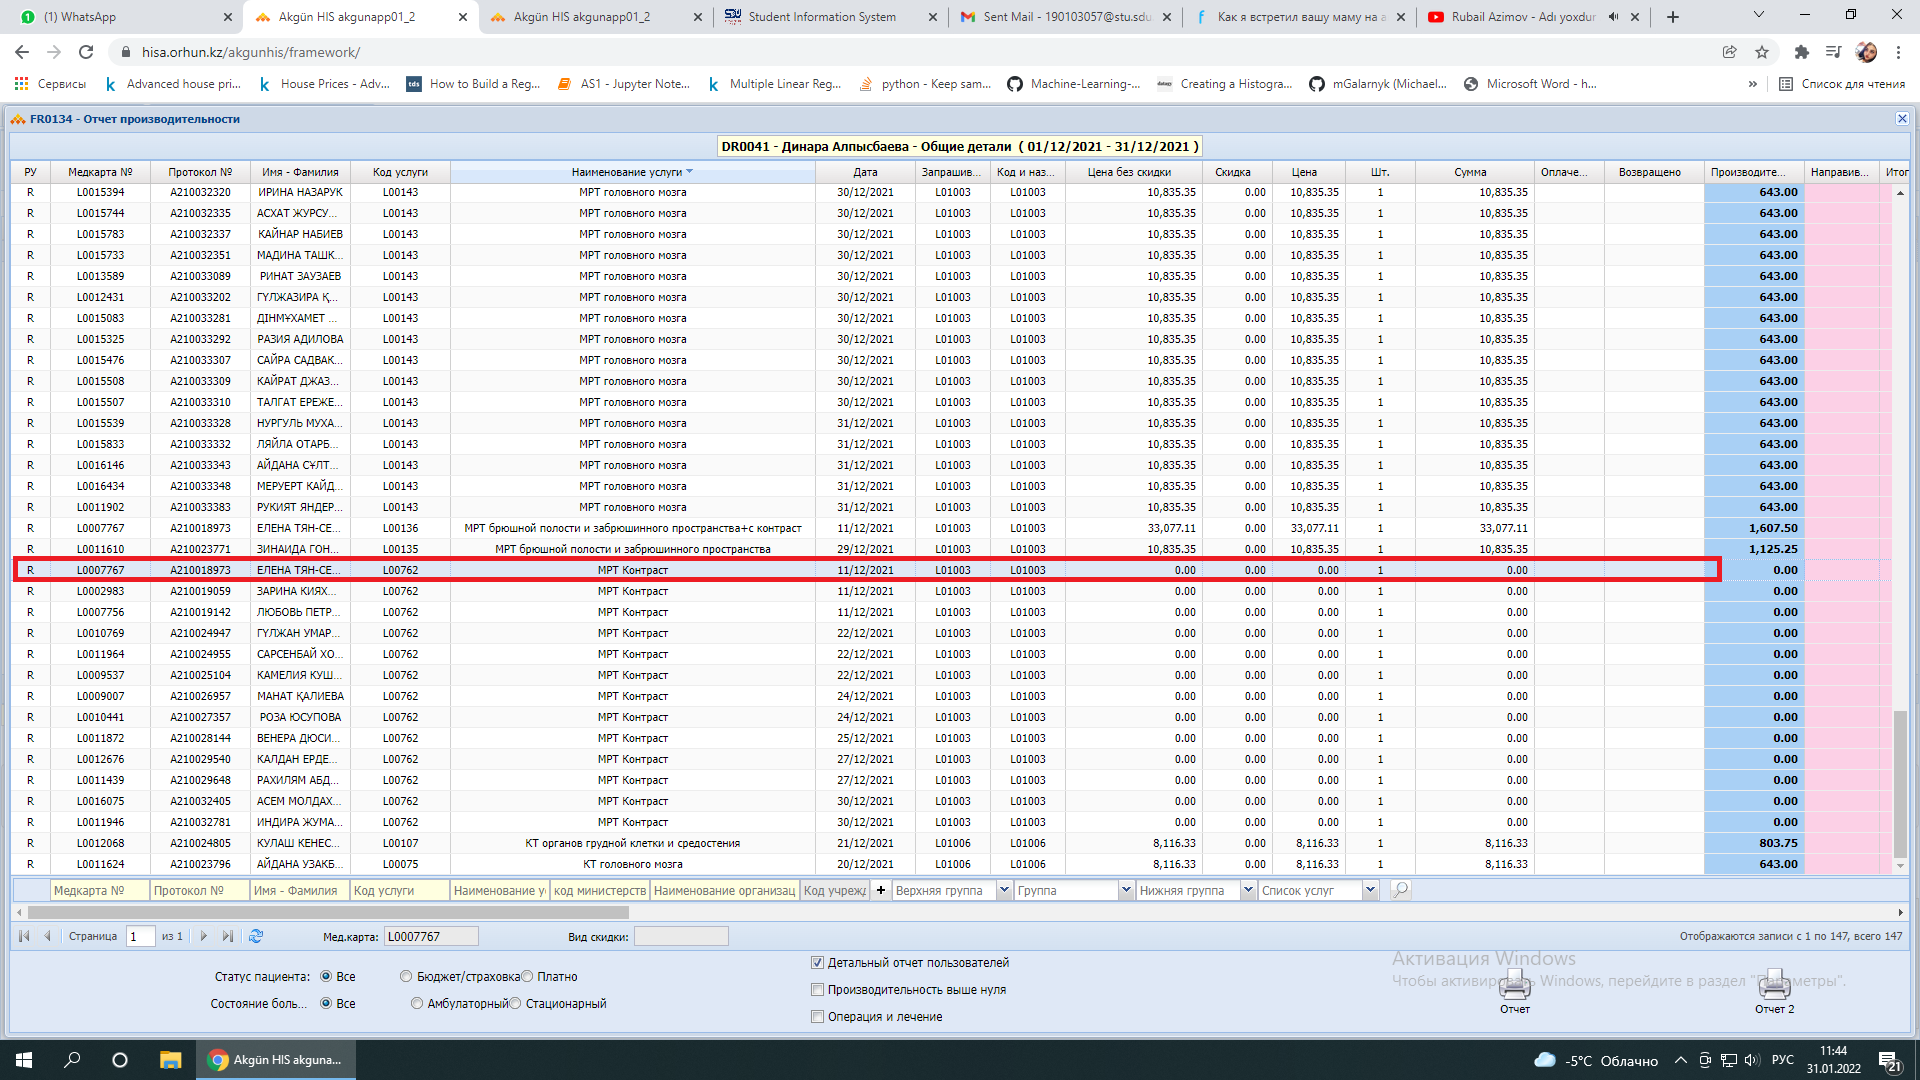 (1) WhatsApp
Akgün HIS akgunapp01_2
Akgün HIS akgunapp01_2
Student Information System
Sent Mail - 190103057@stu.sdu.
Как я встретил вашу маму на а
Rubail Azimov - Adı yoxdur
hisa.orhun.kz/akgunhis/framework/
Сервисы Advanced house pri... House Prices - Adv... How to Build a Reg... AS1 - Jupyter Note... Multiple Linear Reg... python - Keep sam... Machine-Learning-... Creating a Histogra... mGalarnyk (Michael... Microsoft Word - h... » Список для чтения
FR0134 - Отчет производительности
DR0041 - Динара Алпысбаева - Общие детали ( 01/12/2021 - 31/12/2021 )
РУ Медкарта № Протокол № Имя - Фамилия Код услуги Наименование услуги Дата Запрашив... Код и наз... Цена без скидки Скидка Цена Шт. Сумма Оплаче... Возвращено Производите... Направив... Итог
R L0015394 A210032320 ИРИНА НАЗАРУК L00143 МРТ головного мозга 30/12/2021 L01003 L01003 10,835.35 0.00 10,835.35 1 10,835.35 643.00
R L0015744 A210032335 АСХАТ ЖУРСУ... L00143 МРТ головного мозга 30/12/2021 L01003 L01003 10,835.35 0.00 10,835.35 1 10,835.35 643.00
R L0015783 A210032337 КАЙНАР НАБИЕВ L00143 МРТ головного мозга 30/12/2021 L01003 L01003 10,835.35 0.00 10,835.35 1 10,835.35 643.00
R L0015733 A210032351 МАДИНА ТАШК... L00143 МРТ головного мозга 30/12/2021 L01003 L01003 10,835.35 0.00 10,835.35 1 10,835.35 643.00
R L0013589 A210033089 РИНАТ ЗАУЗАЕВ L00143 МРТ головного мозга 30/12/2021 L01003 L01003 10,835.35 0.00 10,835.35 1 10,835.35 643.00
R L0012431 A210033202 ГҮЛЖАЗИРА Қ... L00143 МРТ головного мозга 30/12/2021 L01003 L01003 10,835.35 0.00 10,835.35 1 10,835.35 643.00
R L0015083 A210033281 ДІНМҰХАМЕТ ... L00143 МРТ головного мозга 30/12/2021 L01003 L01003 10,835.35 0.00 10,835.35 1 10,835.35 643.00
R L0015325 A210033292 РАЗИЯ АДИЛОВА L00143 МРТ головного мозга 30/12/2021 L01003 L01003 10,835.35 0.00 10,835.35 1 10,835.35 643.00
R L0015476 A210033307 САЙРА САДВАК... L00143 МРТ головного мозга 30/12/2021 L01003 L01003 10,835.35 0.00 10,835.35 1 10,835.35 643.00
R L0015508 A210033309 КАЙРАТ ДЖАЗ... L00143 МРТ головного мозга 30/12/2021 L01003 L01003 10,835.35 0.00 10,835.35 1 10,835.35 643.00
R L0015507 A210033310 ТАЛГАТ ЕРЕЖЕ... L00143 МРТ головного мозга 30/12/2021 L01003 L01003 10,835.35 0.00 10,835.35 1 10,835.35 643.00
R L0015539 A210033328 НУРГУЛЬ МУХА... L00143 МРТ головного мозга 31/12/2021 L01003 L01003 10,835.35 0.00 10,835.35 1 10,835.35 643.00
R L0015833 A210033332 ЛЯЙЛА ОТАРБ... L00143 МРТ головного мозга 31/12/2021 L01003 L01003 10,835.35 0.00 10,835.35 1 10,835.35 643.00
R L0016146 A210033343 АЙДАНА СҰЛТ... L00143 МРТ головного мозга 31/12/2021 L01003 L01003 10,835.35 0.00 10,835.35 1 10,835.35 643.00
R L0016434 A210033348 МЕРУЕРТ КАЙД... L00143 МРТ головного мозга 31/12/2021 L01003 L01003 10,835.35 0.00 10,835.35 1 10,835.35 643.00
R L0011902 A210033383 РУКИЯТ ЯНДЕР... L00143 МРТ головного мозга 31/12/2021 L01003 L01003 10,835.35 0.00 10,835.35 1 10,835.35 643.00
R L0007767 A210018973 ЕЛЕНА ТЯН-СЕ... L00136 МРТ брюшной полости и забрюшинного пространства+с контраст 11/12/2021 L01003 L01003 33,077.11 0.00 33,077.11 1 33,077.11 1,607.50
R L0011610 A210023771 ЗИНАИДА ГОН... L00135 МРТ брюшной полости и забрюшинного пространства 29/12/2021 L01003 L01003 10,835.35 0.00 10,835.35 1 10,835.35 1,125.25
R L0007767 A210018973 ЕЛЕНА ТЯН-СЕ... L00762 МРТ Контраст 11/12/2021 L01003 L01003 0.00 0.00 0.00 1 0.00 0.00
R L0002983 A210019059 ЗАРИНА КИЯХ... L00762 МРТ Контраст 11/12/2021 L01003 L01003 0.00 0.00 0.00 1 0.00 0.00
R L0007756 A210019142 ЛЮБОВЬ ПЕТР... L00762 МРТ Контраст 11/12/2021 L01003 L01003 0.00 0.00 0.00 1 0.00 0.00
R L0010769 A210024947 ГҮЛЖАН УМАР... L00762 МРТ Контраст 22/12/2021 L01003 L01003 0.00 0.00 0.00 1 0.00 0.00
R L0011964 A210024955 САРСЕНБАЙ ХО... L00762 МРТ Контраст 22/12/2021 L01003 L01003 0.00 0.00 0.00 1 0.00 0.00
R L0009537 A210025104 КАМЕЛИЯ КУШ... L00762 МРТ Контраст 22/12/2021 L01003 L01003 0.00 0.00 0.00 1 0.00 0.00
R L0009007 A210026957 МАНАТ ҚАЛИЕВА L00762 МРТ Контраст 24/12/2021 L01003 L01003 0.00 0.00 0.00 1 0.00 0.00
R L0010441 A210027357 РОЗА ЮСУПОВА L00762 МРТ Контраст 24/12/2021 L01003 L01003 0.00 0.00 0.00 1 0.00 0.00
R L0011872 A210028144 ВЕНЕРА ДЮСИ... L00762 МРТ Контраст 25/12/2021 L01003 L01003 0.00 0.00 0.00 1 0.00 0.00
R L0012676 A210029540 КАЛДАН ЕРДЕ... L00762 МРТ Контраст 27/12/2021 L01003 L01003 0.00 0.00 0.00 1 0.00 0.00
R L0011439 A210029648 РАХИЛЯМ АБД... L00762 МРТ Контраст 27/12/2021 L01003 L01003 0.00 0.00 0.00 1 0.00 0.00
R L0016075 A210032405 АСЕМ МОЛДАХ... L00762 МРТ Контраст 30/12/2021 L01003 L01003 0.00 0.00 0.00 1 0.00 0.00
R L0011946 A210032781 ИНДИРА ЖУМА... L00762 МРТ Контраст 30/12/2021 L01003 L01003 0.00 0.00 0.00 1 0.00 0.00
R L0012068 A210024805 КУЛАШ КЕНЕС... L00107 КТ органов грудной клетки и средостения 21/12/2021 L01006 L01006 8,116.33 0.00 8,116.33 1 8,116.33 803.75
R L0011624 A210023796 АЙДАНА УЗАКБ... L00075 КТ головного мозга 20/12/2021 L01006 L01006 8,116.33 0.00 8,116.33 1 8,116.33 643.00
Медкарта № Протокол № Имя - Фамилия Код услуги Наименование у код министерств Наименование организац Код учрежд + Верхняя группа Группа Нижняя группа Список услуг
Страница 1 из 1 Мед.карта: L0007767 Вид скидки: Отображаются записи с 1 по 147, всего 147
Статус пациента: Все Бюджет/страховка Платно
Состояние боль... Все Амбулаторный Стационарный
Детальный отчет пользователей
Производительность выше нуля
Операция и лечение
Активация Windows
Чтобы активировать Windows, перейдите в раздел "Параметры".
Отчет Отчет 2
Akgün HIS akguna...
-5°C Облачно РУС 11:44
31.01.2022
21